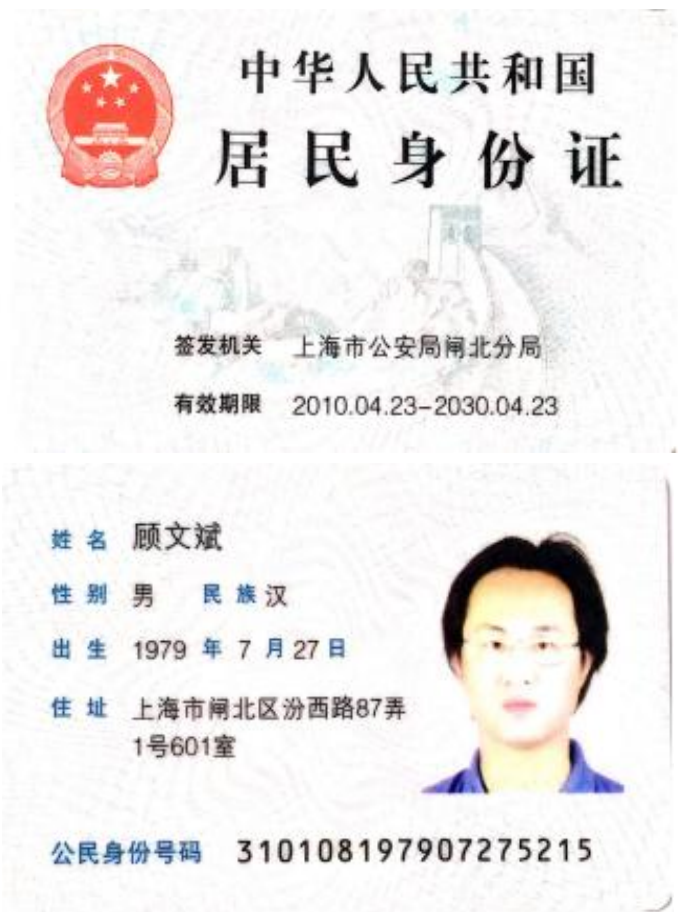 中华人民共和国
居民身份证
签发机关 上海市公安局闸北分局
有效期限 2010.04.23-2030.04.23
姓名 顾文斌
性别 男 民族 汉
出生 1979 年 7 月 27 日
住址 上海市闸北区汾西路87弄
1号601室
公民身份号码 310108197907275215